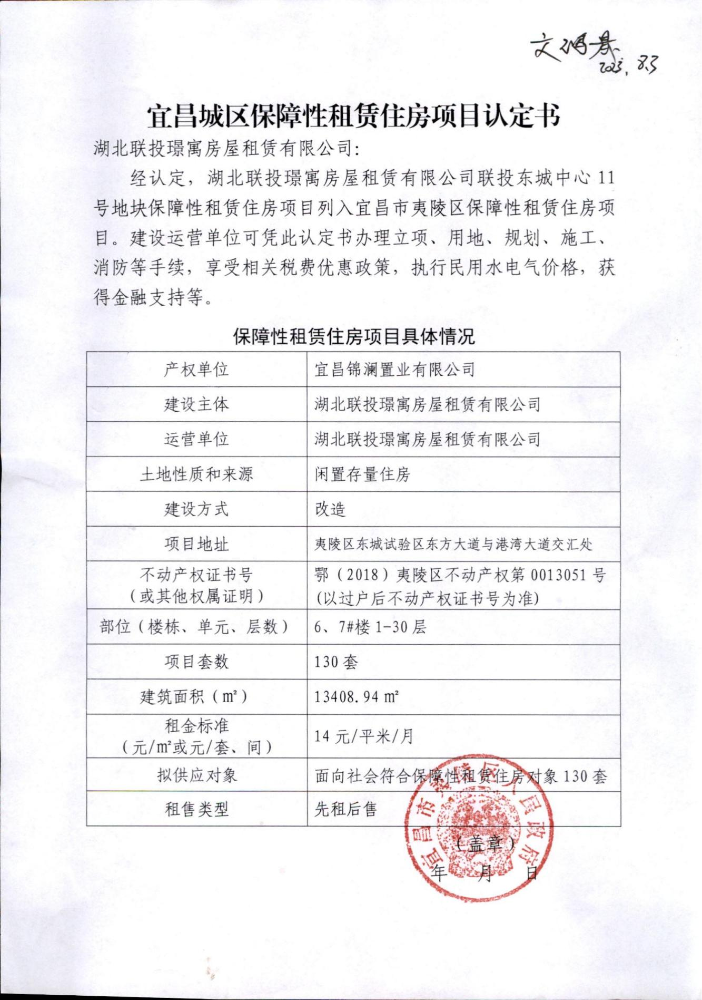 2023.8.3
宜昌城区保障性租赁住房项目认定书
湖北联投璟寓房屋租赁有限公司：
经认定，湖北联投璟寓房屋租赁有限公司联投东城中心 11
号地块保障性租赁住房项目列入宜昌市夷陵区保障性租赁住房项
目。建设运营单位可凭此认定书办理立项、用地、规划、施工、
消防等手续，享受相关税费优惠政策，执行民用水电气价格，获
得金融支持等。
保障性租赁住房项目具体情况
产权单位 宜昌锦澜置业有限公司
建设主体 湖北联投璟寓房屋租赁有限公司
运营单位 湖北联投璟寓房屋租赁有限公司
土地性质和来源 闲置存量住房
建设方式 改造
项目地址 夷陵区东城试验区东方大道与港湾大道交汇处
不动产权证书号
（或其他权属证明）
鄂（2018）夷陵区不动产权第 0013051 号
(以过户后不动产权证书号为准)
部位（楼栋、单元、层数） 6、7#楼 1-30 层
项目套数 130 套
建筑面积（㎡） 13408.94 ㎡
租金标准
（元/㎡或元/套、间）
14 元/平米/月
拟供应对象 面向社会符合保障性租赁住房对象 130 套
租售类型 先租后售
宜昌市夷陵区人民政府
（盖章）
年 月 日